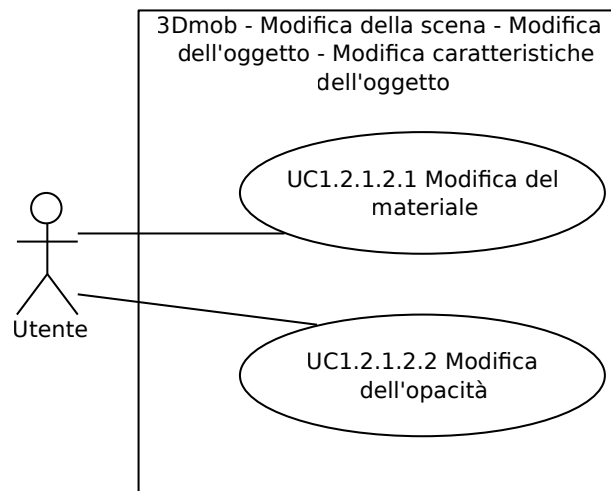 3Dmob - Modifica della scena - Modifica
dell'oggetto - Modifica caratteristiche
dell'oggetto
UC1.2.1.2.1 Modifica del
materiale
Utente
UC1.2.1.2.2 Modifica
dell'opacità